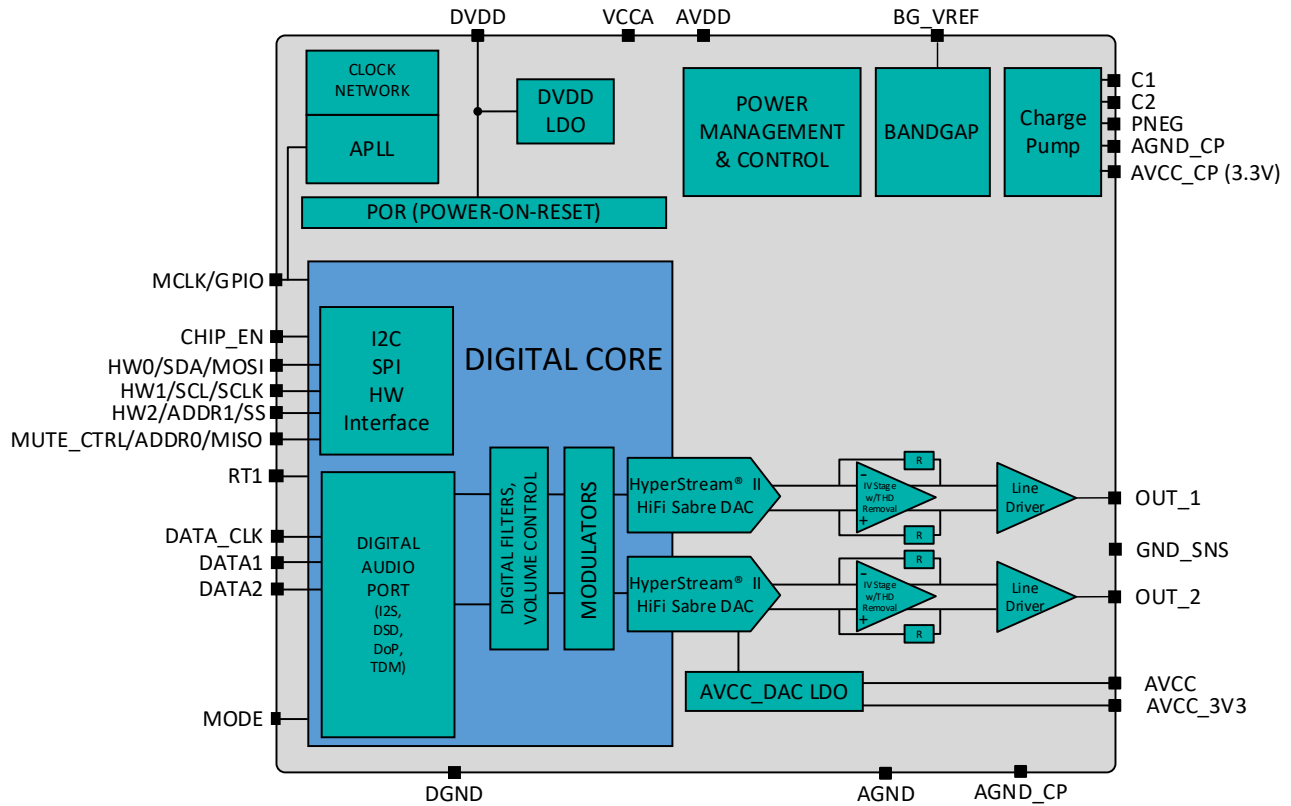 DVDD
VCCA
AVDD
BG_VREF
CLOCK
NETWORK
APLL
DVDD
LDO
POWER
MANAGEMENT
& CONTROL
BANDGAP
Charge
Pump
C1
C2
PNEG
AGND_CP
AVCC_CP (3.3V)
POR (POWER-ON-RESET)
MCLK/GPIO
CHIP_EN
HW0/SDA/MOSI
HW1/SCL/SCLK
HW2/ADDR1/SS
MUTE_CTRL/ADDR0/MISO
RT1
DATA_CLK
DATA1
DATA2
MODE
I2C
SPI
HW
Interface
DIGITAL CORE
DIGITAL
AUDIO
PORT
(I2S,
DSD,
DoP,
TDM)
DIGITAL FILTERS,
VOLUME CONTROL
MODULATORS
HyperStream® II
HiFi Sabre DAC
HyperStream® II
HiFi Sabre DAC
R
–
IV Stage
w/THD
Removal
+
R
Line
Driver
R
–
IV Stage
w/THD
Removal
+
R
Line
Driver
OUT_1
GND_SNS
OUT_2
AVCC_DAC LDO
AVCC
AVCC_3V3
DGND
AGND
AGND_CP